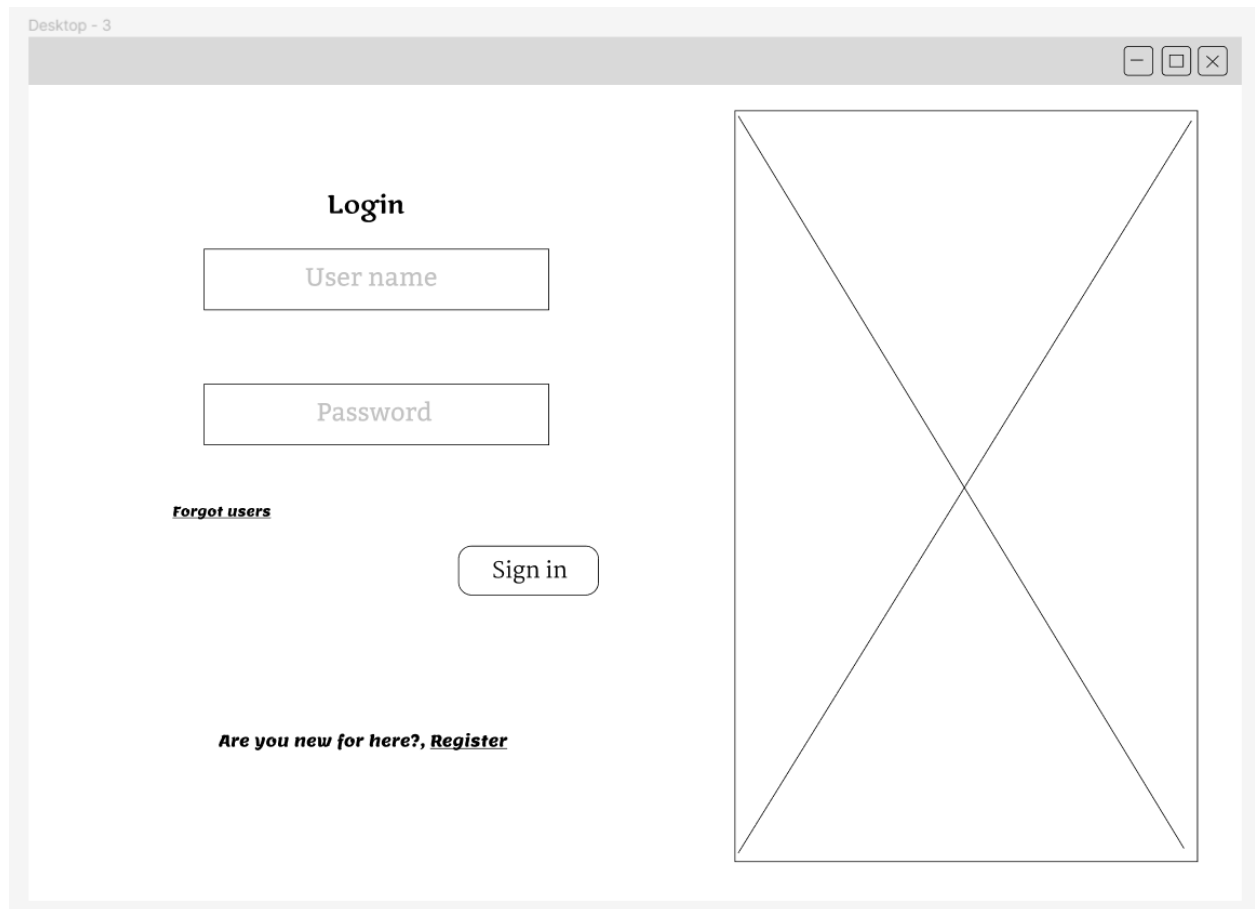 Desktop - 3
Login
User name
Password
Forgot users
Sign in
Are you new for here?, Register